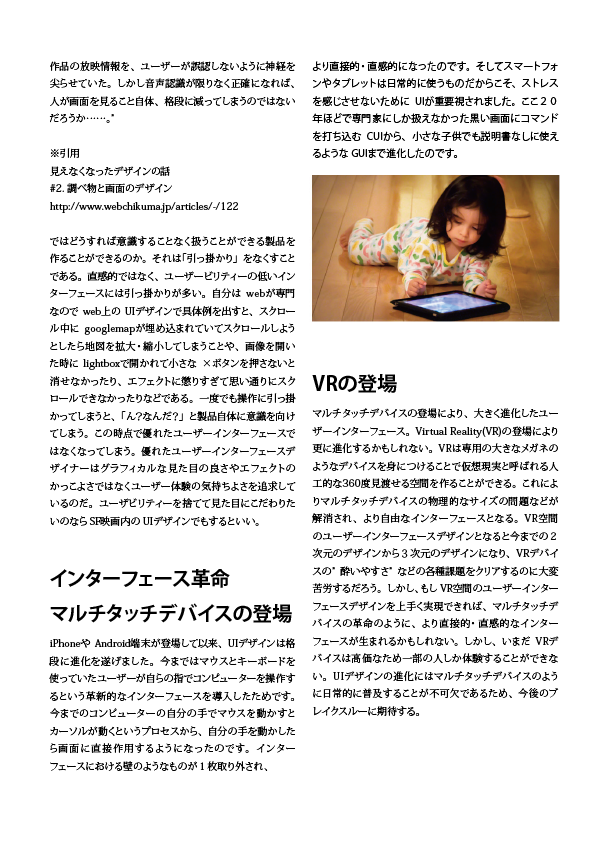 作品の放映情報を、ユーザーが誤認しないように神経を
尖らせていた。しかし音声認識が限りなく正確になれば、
人が画面を見ること自体、格段に減ってしまうのではない
だろうか……。"
※引用
見えなくなったデザインの話
#2. 調べ物と画面のデザイン
http://www.webchikuma.jp/articles/-/122
ではどうすれば意識することなく扱うことができる製品を
作ることができるのか。それは「引っ掛かり」をなくすこと
である。直感的ではなく、ユーザービリティーの低いイン
ターフェースには引っ掛かりが多い。自分は webが専門
なので web上の UIデザインで具体例を出すと、スクロー
ル中に googlemapが埋め込まれていてスクロールしよう
としたら地図を拡大・縮小してしまうことや、画像を開い
た時に lightboxで開かれて小さな ×ボタンを押さないと
消せなかったり、エフェクトに懲りすぎて思い通りにスク
ロールできなかったりなどである。一度でも操作に引っ掛
かってしまうと、「ん?なんだ?」と製品自体に意識を向け
てしまう。この時点で優れたユーザーインターフェースで
はなくなってしまう。優れたユーザーインターフェースデ
ザイナーはグラフィカルな見た目の良さやエフェクトの
かっこよさではなくユーザー体験の気持ちよさを追求して
いるのだ。ユーザビリティーを捨てて見た目にこだわりた
いのなら SF映画内の UIデザインでもするといい。
インターフェース革命
マルチタッチデバイスの登場
iPhoneや Android端末が登場して以来、UIデザインは格
段に進化を遂げました。今まではマウスとキーボードを
使っていたユーザーが自らの指でコンピューターを操作す
るという革新的なインターフェースを導入したためです。
今までのコンピューターの自分の手でマウスを動かすと
カーソルが動くというプロセスから、自分の手を動かした
ら画面に直接作用するようになったのです。インター
フェースにおける壁のようなものが 1 枚取り外され、
より直接的・直感的になったのです。そしてスマートフォ
ンやタブレットは日常的に使うものだからこそ、ストレス
を感じさせないために UIが重要視されました。ここ２０
年ほどで専門家にしか扱えなかった黒い画面にコマンド
を打ち込む CUIから、小さな子供でも説明書なしに使え
るような GUIまで進化したのです。
VRの登場
マルチタッチデバイスの登場により、大きく進化したユー
ザーインターフェース。Virtual Reality(VR)の登場により
更に進化するかもしれない。VRは専用の大きなメガネの
ようなデバイスを身につけることで仮想現実と呼ばれる人
工的な360度見渡せる空間を作ることができる。これによ
りマルチタッチデバイスの物理的なサイズの問題などが
解消され、より自由なインターフェースとなる。VR空間
のユーザーインターフェースデザインとなると今までの２
次元のデザインから３次元のデザインになり、VRデバイ
スの" 酔いやすさ" などの各種課題をクリアするのに大変
苦労するだろう。しかし、もしVR空間のユーザーインター
フェースデザインを上手く実現できれば、マルチタッチデ
バイスの革命のように、より直接的・直感的なインター
フェースが生まれるかもしれない。しかし、いまだ VRデ
バイスは高価なため一部の人しか体験することができな
い。UIデザインの進化にはマルチタッチデバイスのよう
に日常的に普及することが不可欠であるため、今後のブ
レイクスルーに期待する。